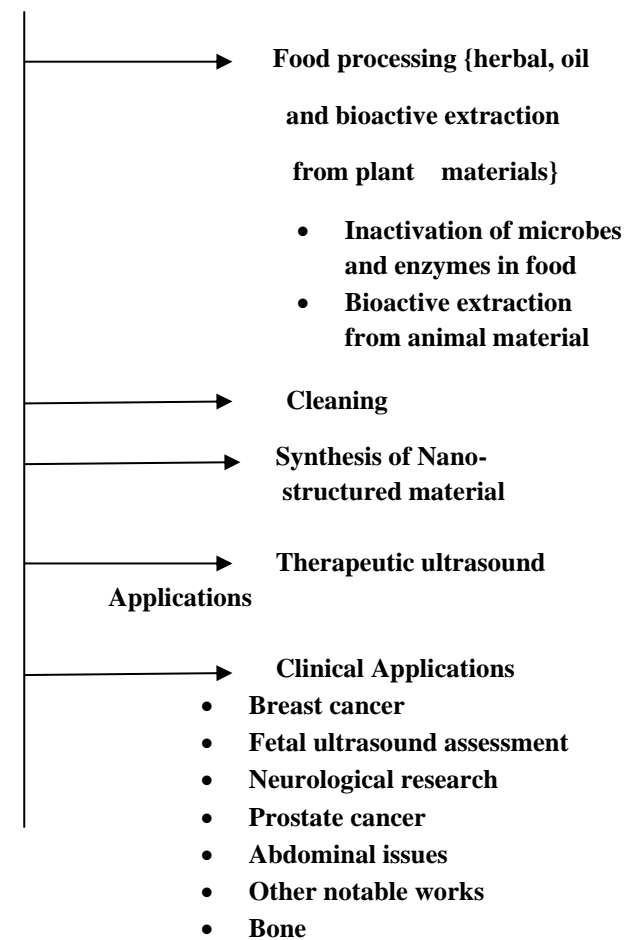 Food processing {herbal, oil
and bioactive extraction
from plant materials}
• Inactivation of microbes
and enzymes in food
• Bioactive extraction
from animal material
Cleaning
Synthesis of Nano-
structured material
Therapeutic ultrasound
Applications
Clinical Applications
• Breast cancer
• Fetal ultrasound assessment
• Neurological research
• Prostate cancer
• Abdominal issues
• Other notable works
• Bone